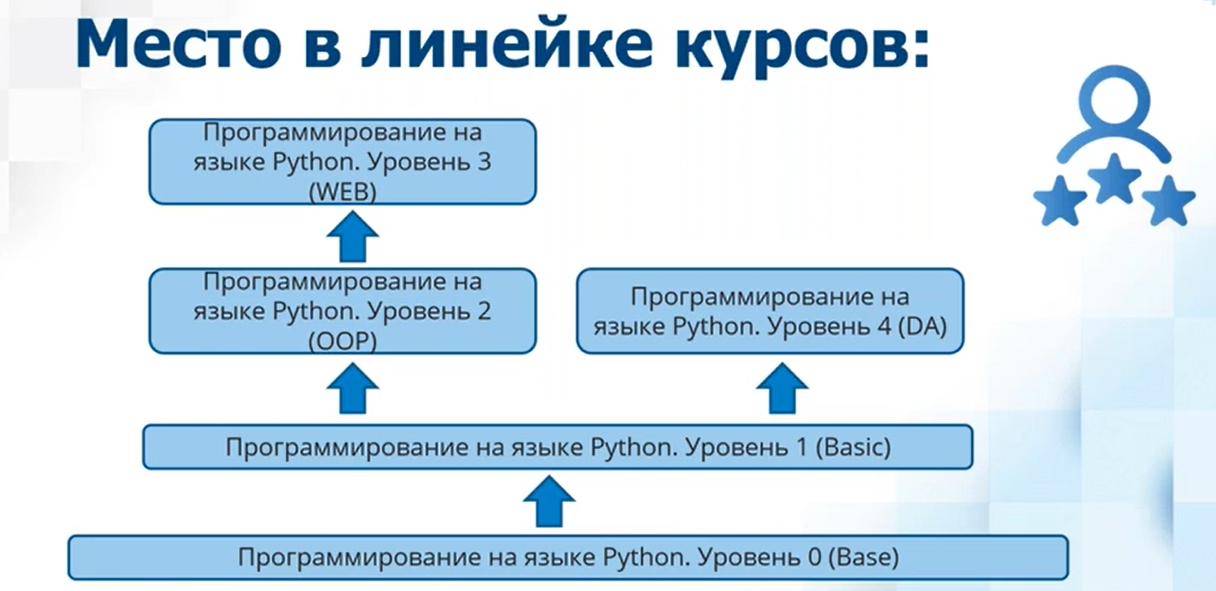 Место в линейке курсов:
Программирование на
языке Python. Уровень 3
(WEB)
Программирование на
языке Python. Уровень 2
(OOP)
Программирование на
языке Python. Уровень 4 (DA)
Программирование на языке Python. Уровень 1 (Basic)
Программирование на языке Python. Уровень 0 (Base)